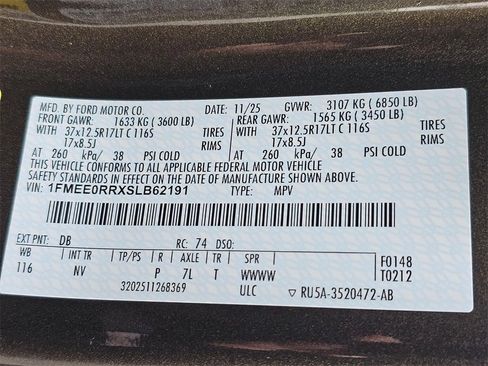 MFD. BY FORD MOTOR CO. DATE: 11/25 GVWR: 3107 KG ( 6850 LB)
FRONT GAWR: 1633 KG ( 3600 LB) REAR GAWR: 1565 KG ( 3450 LB)
WITH 37x12.5R17LT C 116S TIRES WITH 37x12.5R17LT C 116S TIRES
17x8.5J RIMS 17x8.5J RIMS
AT 260 kPa/ 38 PSI COLD AT 260 kPa/ 38 PSI COLD
THIS VEHICLE CONFORMS TO ALL APPLICABLE FEDERAL MOTOR VEHICLE
SAFETY STANDARDS IN EFFECT ON THE DATE OF MANUFACTURE SHOWN ABOVE.
VIN: 1FMEE0RRXSLB62191 TYPE: MPV
EXT PNT: DB RC: 74 DSO:
WB INT TR TP/PS R AXLE TR SPR F0148
116 NV P 7L T WWWW T0212
3202511268369 ULC ▽ RU5A-3520472-AB